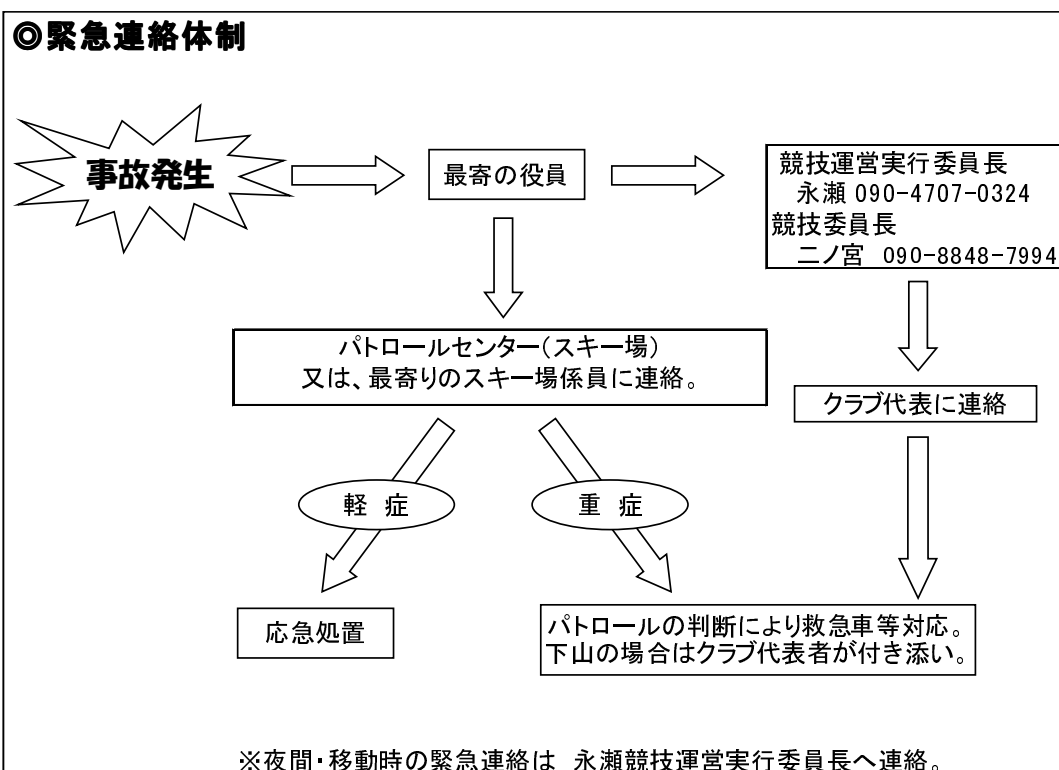 ◎緊急連絡体制
事故発生
最寄の役員
競技運営実行委員長
永瀬 090-4707-0324
競技委員長
二ノ宮 090-8848-7994
パトロールセンター(スキー場)
又は、最寄りのスキー場係員に連絡。
クラブ代表に連絡
軽 症
重 症
応急処置
パトロールの判断により救急車等対応。
下山の場合はクラブ代表者が付き添い。
※夜間・移動時の緊急連絡は 永瀬競技運営実行委員長へ連絡。